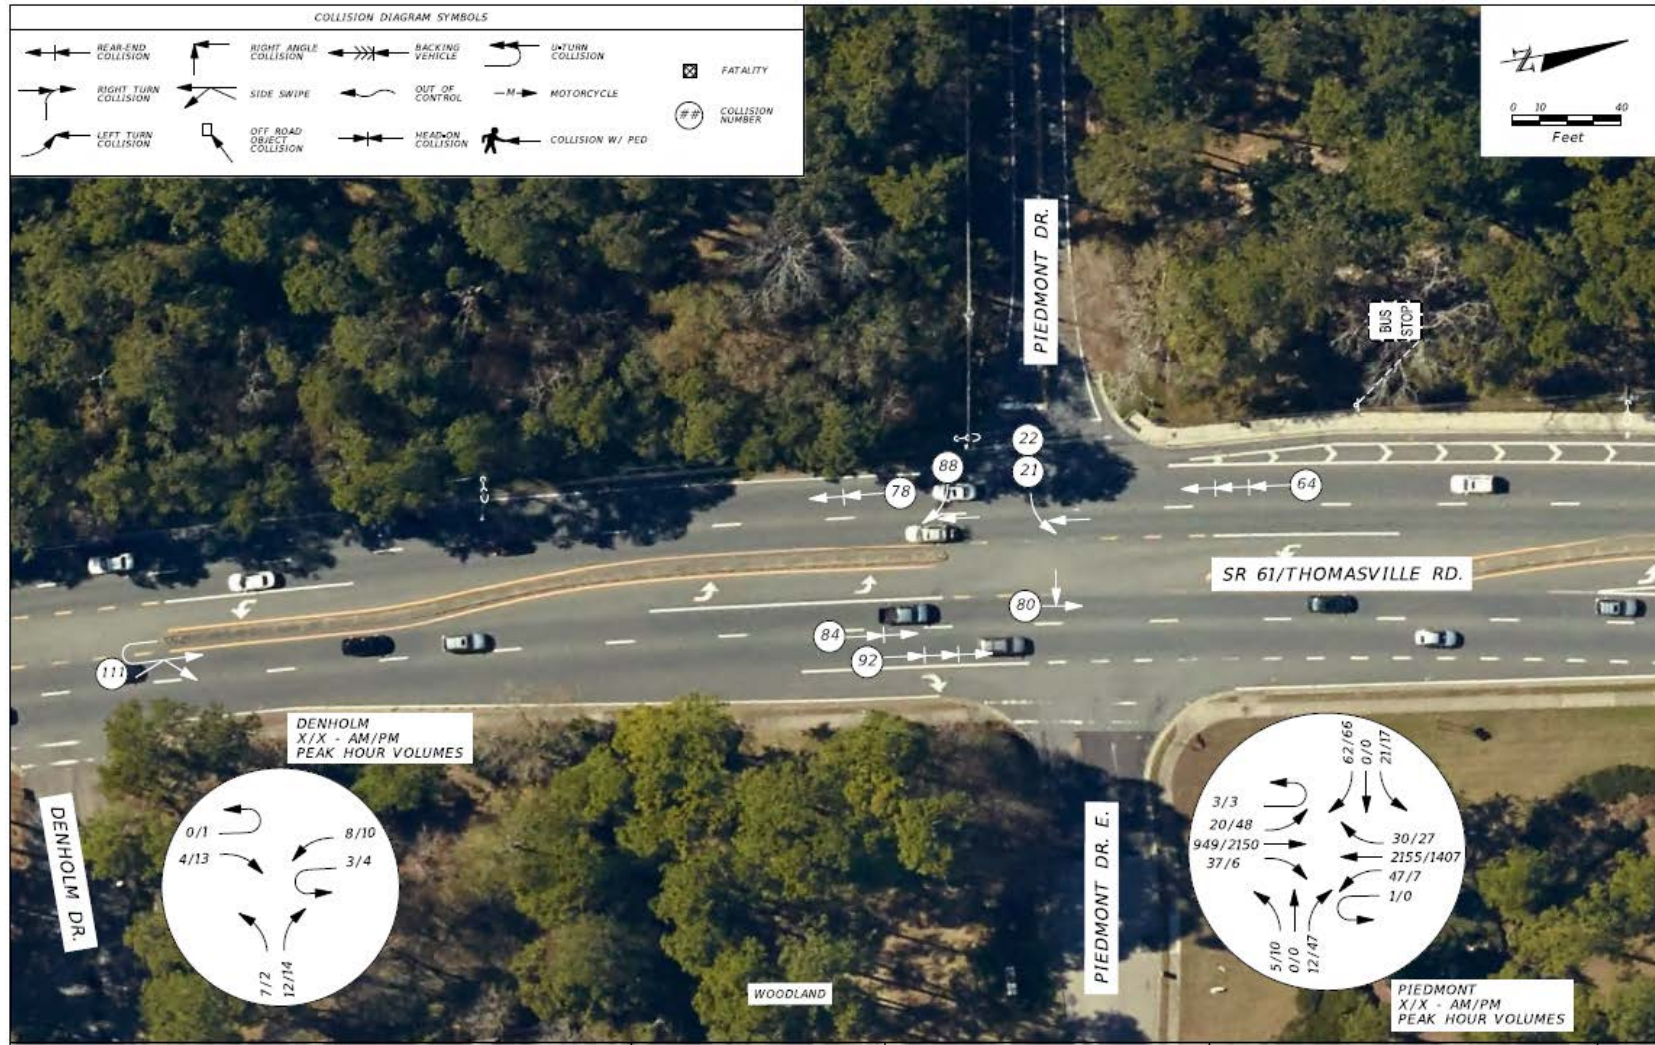 COLLISION DIAGRAM SYMBOLS
REAR-END
COLLISION
RIGHT ANGLE
COLLISION
BACKING
VEHICLE
U-TURN
COLLISION
FATALITY
RIGHT TURN
COLLISION
SIDE SWIPE
OUT OF
CONTROL
M
MOTORCYCLE
##
COLLISION
NUMBER
LEFT TURN
COLLISION
OFF ROAD
OBJECT
COLLISION
HEAD-ON
COLLISION
COLLISION W/ PED
N
0 10 40
Feet
PIEDMONT DR.
BUS
STOP
22
21
88
78
64
SR 61/THOMASVILLE RD.
80
84
92
111
DENHOLM
X/X - AM/PM
PEAK HOUR VOLUMES
0/1
8/10
4/13
3/4
7/2
12/14
DENHOLM DR.
WOODLAND
PIEDMONT DR. E.
62/66
0/0
21/17
3/3
20/48
949/2150
37/6
30/27
2155/1407
47/7
1/0
5/10
0/0
12/47
PIEDMONT
X/X - AM/PM
PEAK HOUR VOLUMES